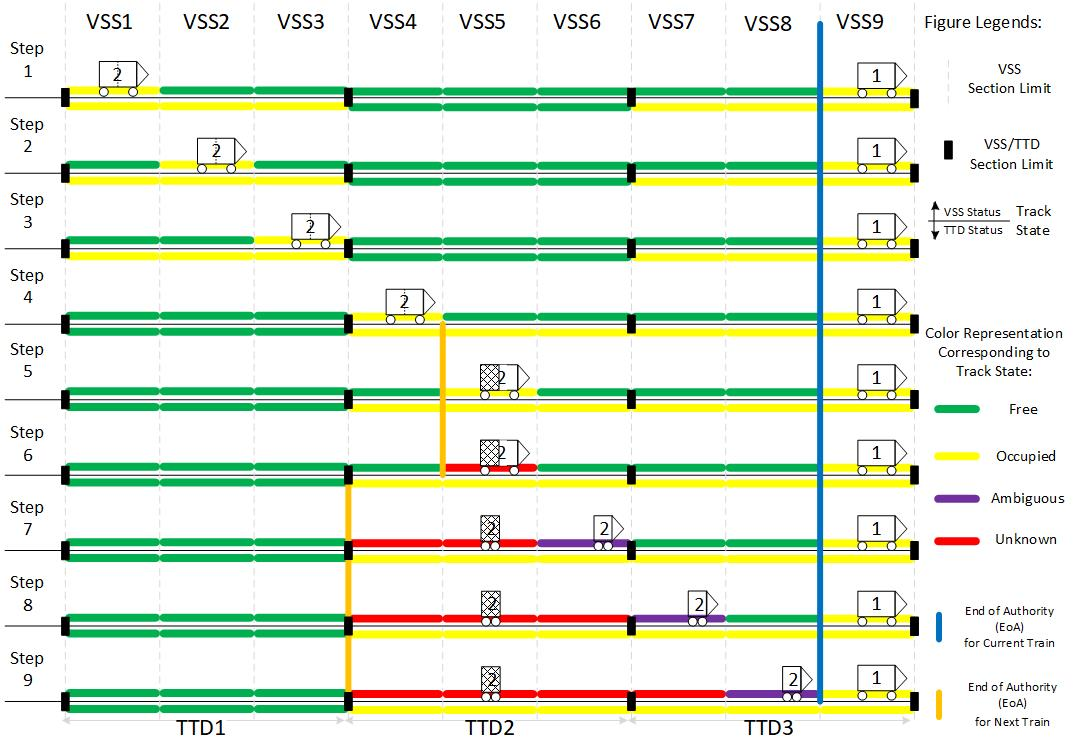 VSS1 VSS2 VSS3 VSS4 VSS5 VSS6 VSS7 VSS8 VSS9 Figure Legends:
Step
1
2
1
VSS
Section Limit
Step
2
2
1
VSS/TTD
Section Limit
Step
3
2
1
VSS Status
TTD Status
Track
State
Step
4
2
1
Color Representation
Corresponding to
Track State:
Step
5
2
1
Free
Step
6
2
1
Occupied
Ambiguous
Step
7
2
2
1
Unknown
Step
8
2
2
1
End of Authority
(EoA)
for Current Train
Step
9
2
2
1
End of Authority
(EoA)
for Next Train
TTD1 TTD2 TTD3